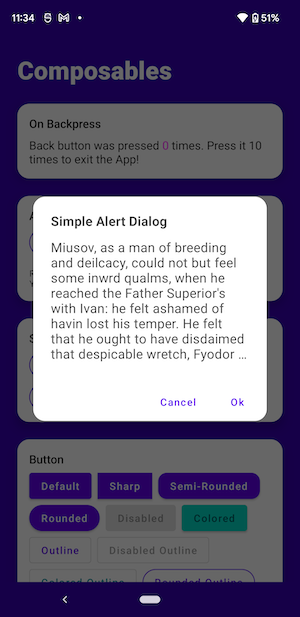 11:34
51%
Composables
On Backpress
Back button was pressed 0 times. Press it 10
times to exit the App!
A
Simple Alert Dialog
Miusov, as a man of breeding
and deilcacy, could not but feel
some inwrd qualms, when he
reached the Father Superior's
with Ivan: he felt ashamed of
havin lost his temper. He felt
that he ought to have disdaimed
that despicable wretch, Fyodor ...
Cancel
Ok
S
Button
Default
Sharp
Semi-Rounded
Rounded
Disabled
Colored
Outline
Disabled Outline
Colored Outline
Rounded Outline